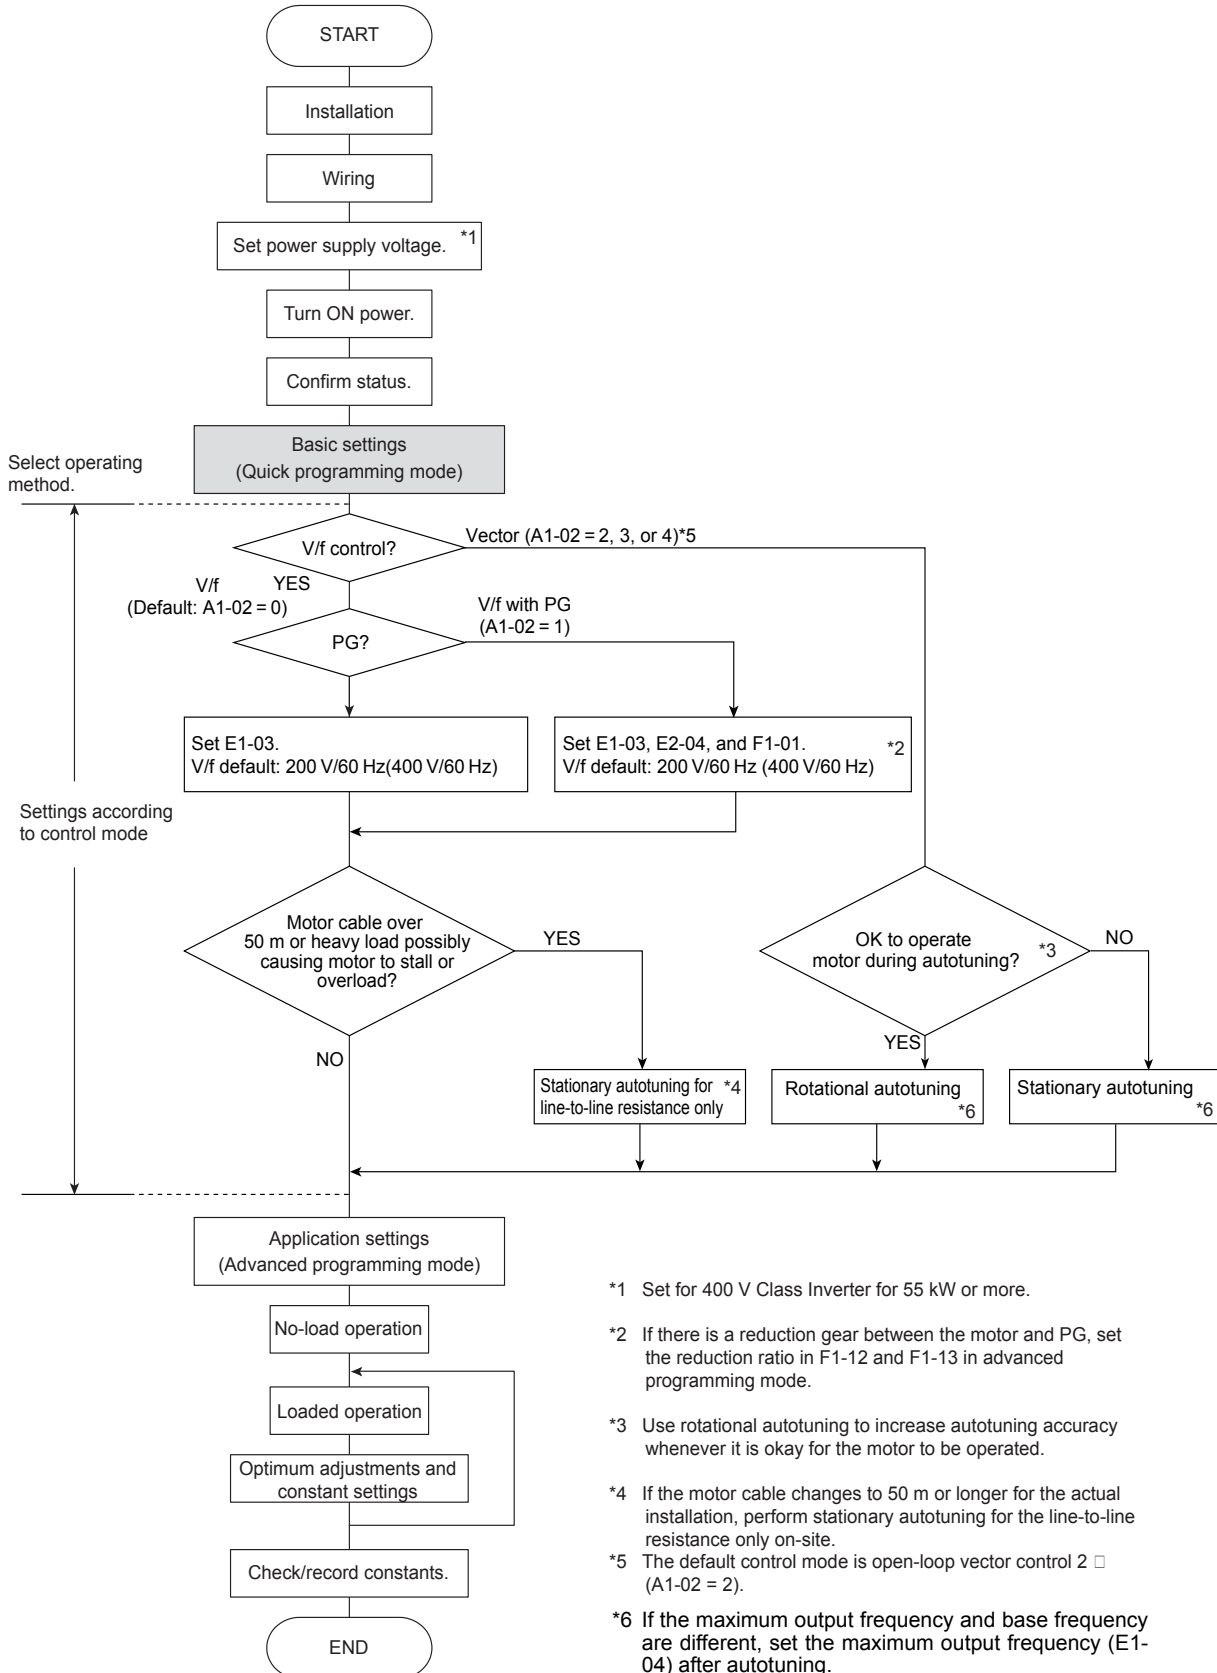 START
Installation
Wiring
Set power supply voltage. *1
Turn ON power.
Confirm status.
Basic settings
(Quick programming mode)
Select operating
method.
V/f control?
Vector (A1-02 = 2, 3, or 4)*5
V/f
(Default: A1-02 = 0)
YES
PG?
V/f with PG
(A1-02 = 1)
Set E1-03.
V/f default: 200 V/60 Hz(400 V/60 Hz)
Set E1-03, E2-04, and F1-01. *2
V/f default: 200 V/60 Hz (400 V/60 Hz)
Settings according
to control mode
Motor cable over
50 m or heavy load possibly
causing motor to stall or
overload?
YES
NO
OK to operate
motor during autotuning? *3
NO
YES
Stationary autotuning for *4
line-to-line resistance only
Rotational autotuning
*6
Stationary autotuning
*6
Application settings
(Advanced programming mode)
No-load operation
Loaded operation
Optimum adjustments and
constant settings
Check/record constants.
END
*1 Set for 400 V Class Inverter for 55 kW or more.
*2 If there is a reduction gear between the motor and PG, set
the reduction ratio in F1-12 and F1-13 in advanced
programming mode.
*3 Use rotational autotuning to increase autotuning accuracy
whenever it is okay for the motor to be operated.
*4 If the motor cable changes to 50 m or longer for the actual
installation, perform stationary autotuning for the line-to-line
resistance only on-site.
*5 The default control mode is open-loop vector control 2 □
(A1-02 = 2).
*6 If the maximum output frequency and base frequency
are different, set the maximum output frequency (E1-
04) after autotuning.